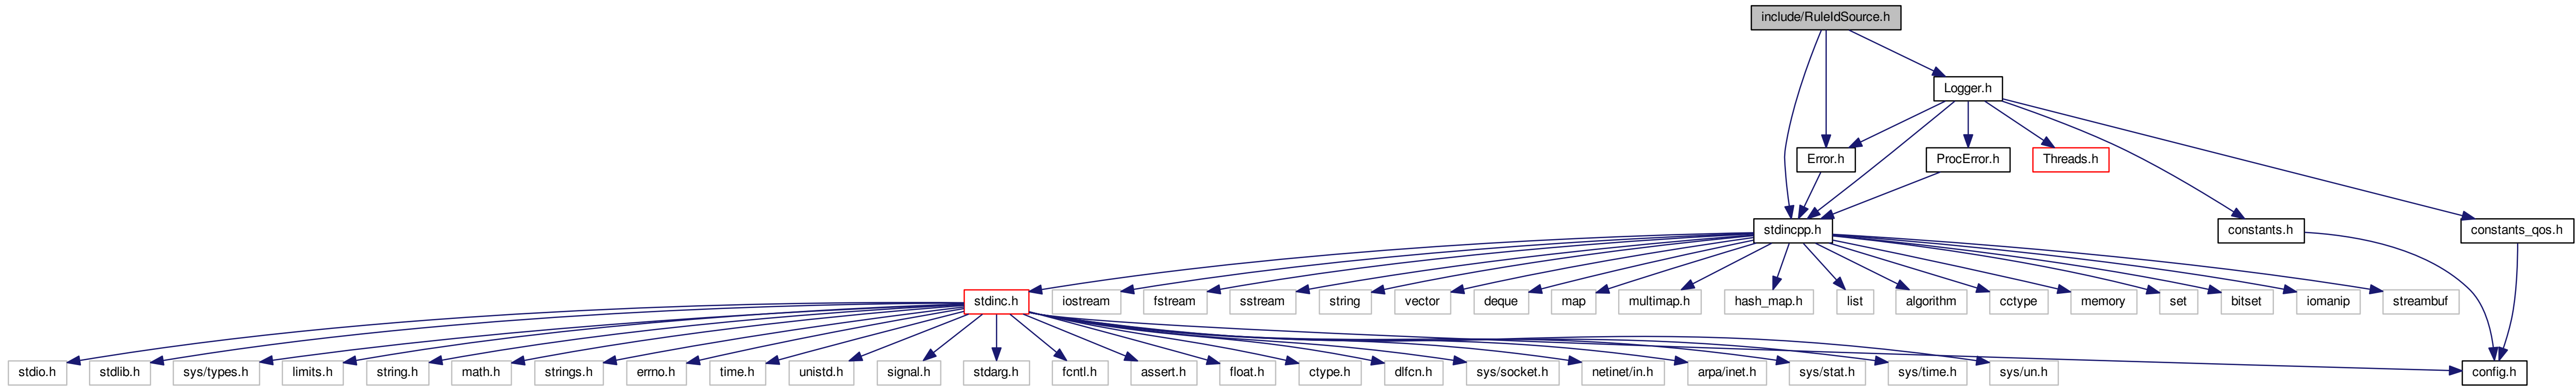 include/RuleIdSource.h
Logger.h
Error.h
ProcError.h
Threads.h
stdincpp.h
constants.h
constants_qos.h
stdinc.h
iostream
fstream
sstream
string
vector
deque
map
multimap.h
hash_map.h
list
algorithm
cctype
memory
set
bitset
iomanip
streambuf
stdio.h
stdlib.h
sys/types.h
limits.h
string.h
math.h
strings.h
errno.h
time.h
unistd.h
signal.h
stdarg.h
fcntl.h
assert.h
float.h
ctype.h
dlfcn.h
sys/socket.h
netinet/in.h
arpa/inet.h
sys/stat.h
sys/time.h
sys/un.h
config.h